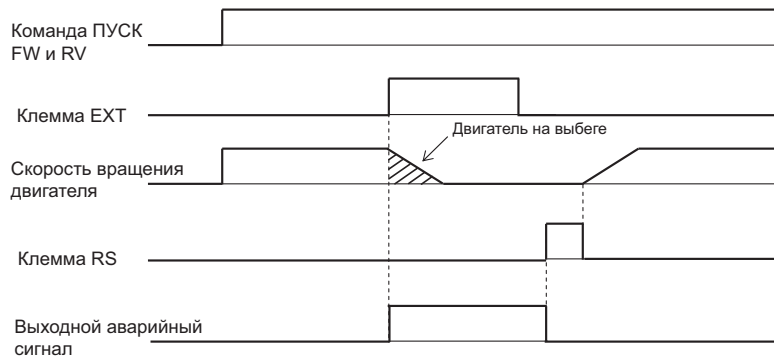 Команда ПУСК
FW и RV
Клемма EXT
Двигатель на выбеге
Скорость вращения
двигателя
Клемма RS
Выходной аварийный
сигнал